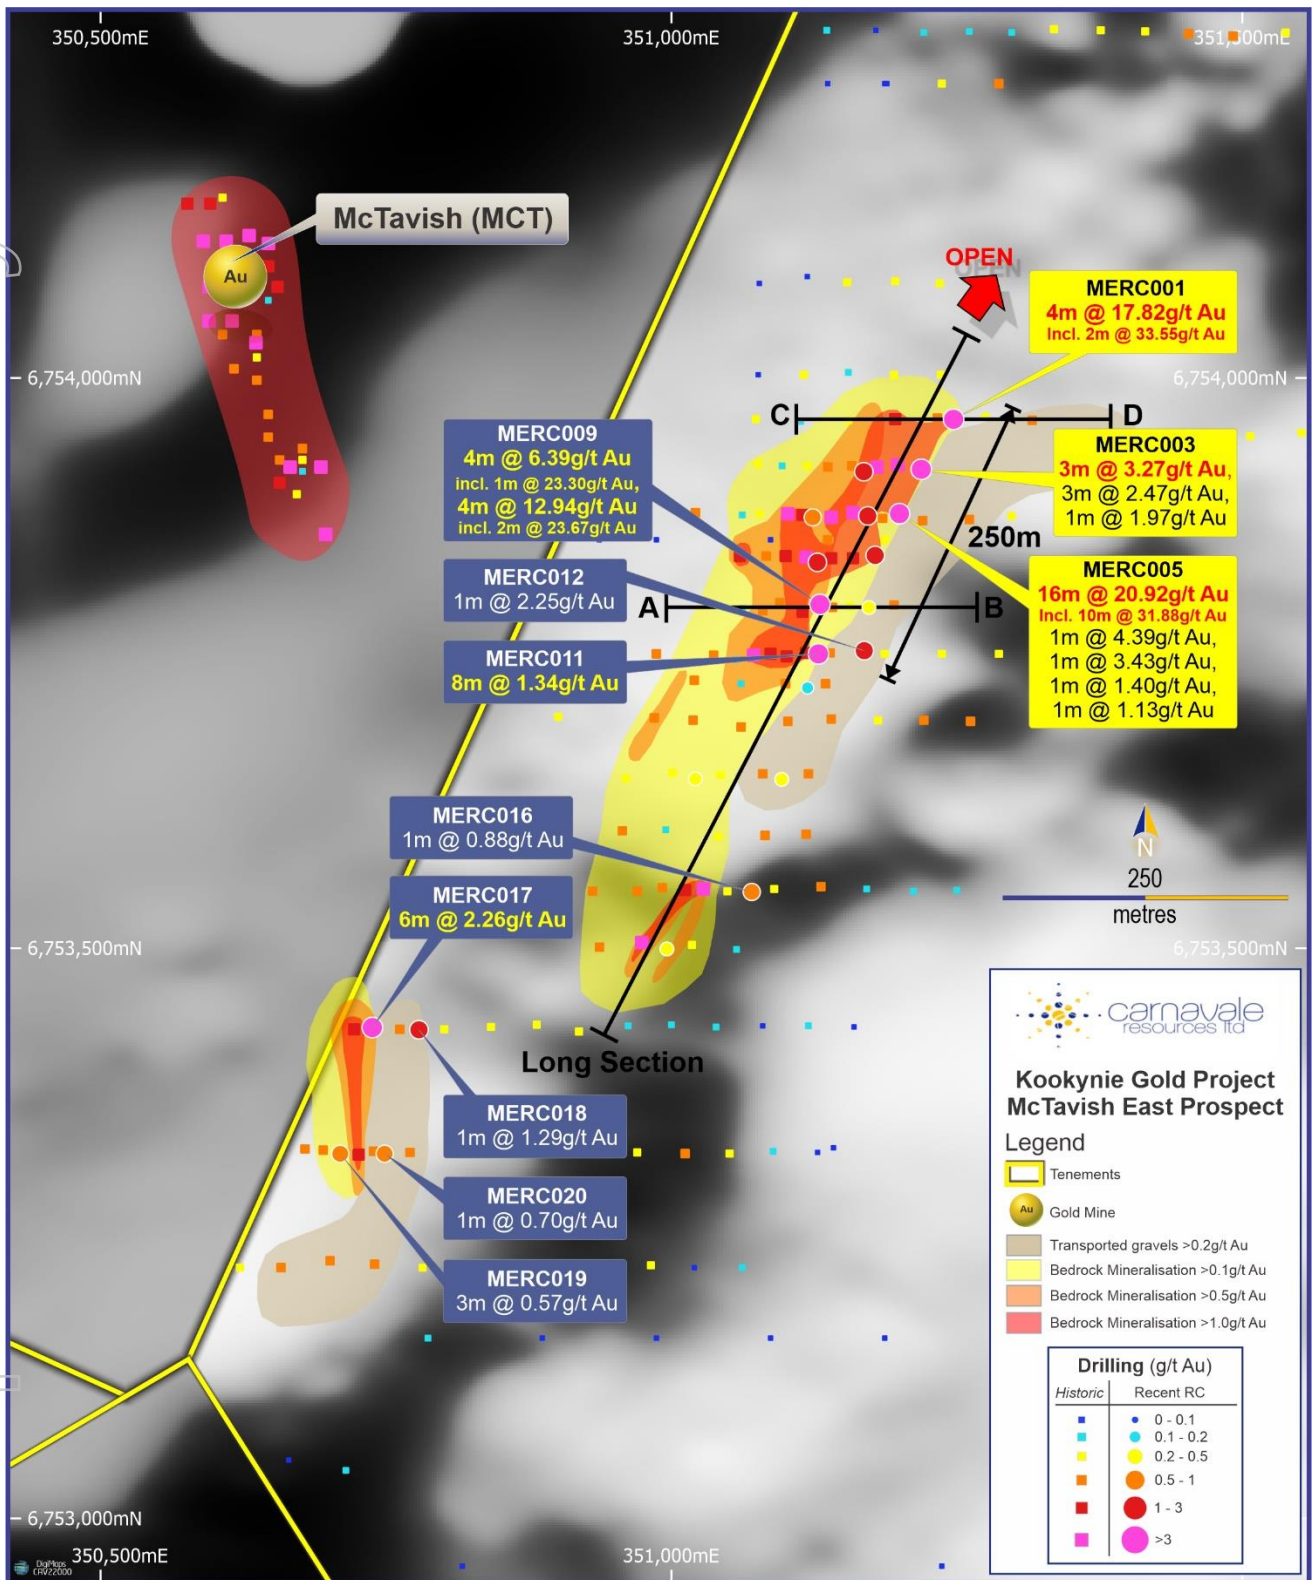 350,500mE
351,000mE
351,500mE
McTavish (MCT)
Au
OPEN
MERC001
4m @ 17.82g/t Au
Incl. 2m @ 33.55g/t Au
6,754,000mN
6,754,000mN
C
D
MERC009
4m @ 6.39g/t Au
incl. 1m @ 23.30g/t Au,
4m @ 12.94g/t Au
incl. 2m @ 23.67g/t Au
MERC003
3m @ 3.27g/t Au,
3m @ 2.47g/t Au,
1m @ 1.97g/t Au
250m
MERC012
1m @ 2.25g/t Au
A
B
MERC005
16m @ 20.92g/t Au
Incl. 10m @ 31.88g/t Au
1m @ 4.39g/t Au,
1m @ 3.43g/t Au,
1m @ 1.40g/t Au,
1m @ 1.13g/t Au
MERC011
8m @ 1.34g/t Au
MERC016
1m @ 0.88g/t Au
N
250
metres
MERC017
6m @ 2.26g/t Au
6,753,500mN
6,753,500mN
Long Section
MERC018
1m @ 1.29g/t Au
MERC020
1m @ 0.70g/t Au
MERC019
3m @ 0.57g/t Au
carnavale
resources ltd
Kookynie Gold Project
McTavish East Prospect
Legend
Tenements
Au Gold Mine
Transported gravels >0.2g/t Au
Bedrock Mineralisation >0.1g/t Au
Bedrock Mineralisation >0.5g/t Au
Bedrock Mineralisation >1.0g/t Au
Drilling (g/t Au)
Historic Recent RC
0 - 0.1
0.1 - 0.2
0.2 - 0.5
0.5 - 1
1 - 3
>3
6,753,000mN
DigiMaps
CAV22000
350,500mE
351,000mE